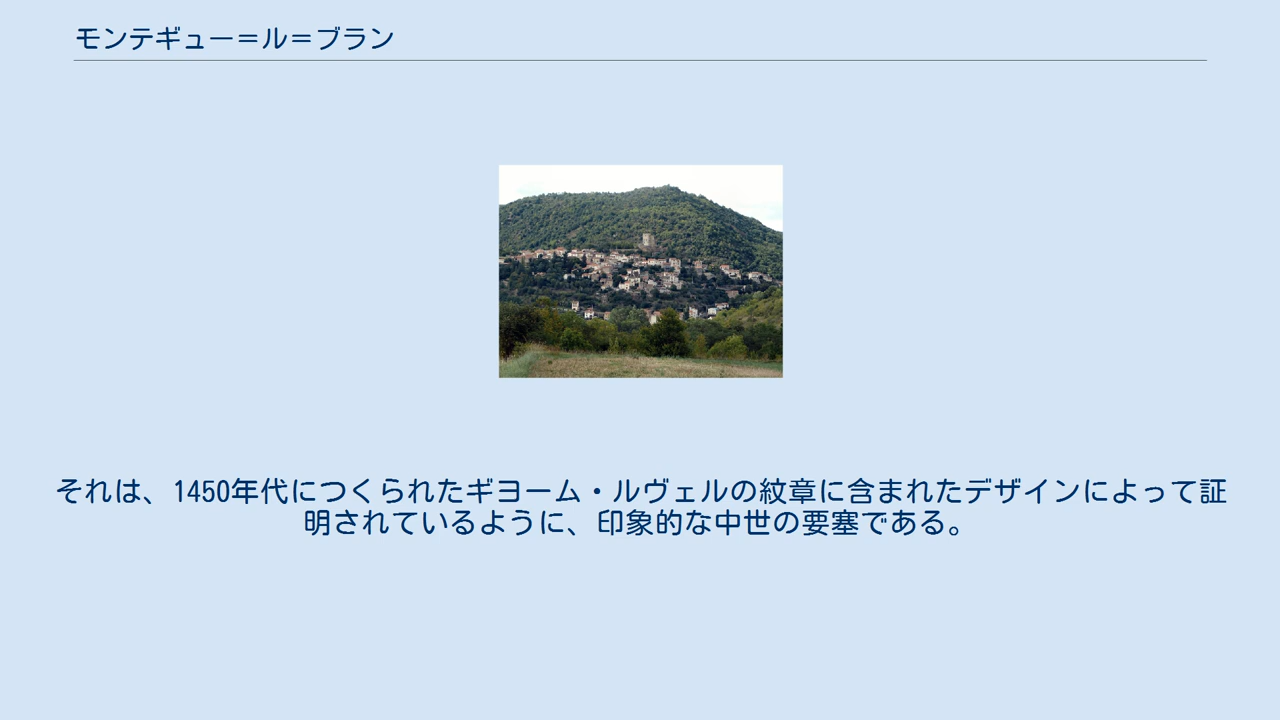 モンテギュー＝ル＝ブラン
それは、1450年代につくられたギヨーム・ルヴェルの紋章に含まれたデザインによって証
明されているように、印象的な中世の要塞である。